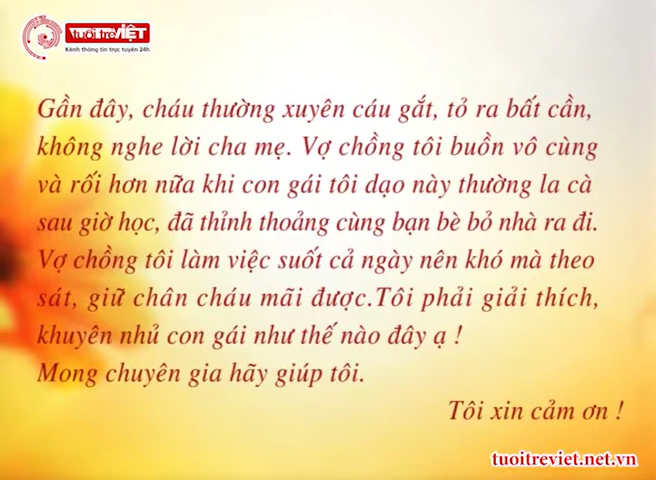 tuổi trẻ VIỆT
Kênh thông tin trực tuyến 24h
Gần đây, cháu thường xuyên cáu gắt, tỏ ra bất cần,
không nghe lời cha mẹ. Vợ chồng tôi buồn vô cùng
và rối hơn nữa khi con gái tôi dạo này thường la cà
sau giờ học, đã thỉnh thoảng cùng bạn bè bỏ nhà ra đi.
Vợ chồng tôi làm việc suốt cả ngày nên khó mà theo
sát, giữ chân cháu mãi được.Tôi phải giải thích,
khuyên nhủ con gái như thế nào đây ạ !
Mong chuyên gia hãy giúp tôi.
Tôi xin cảm ơn !
tuoitreviet.net.vn